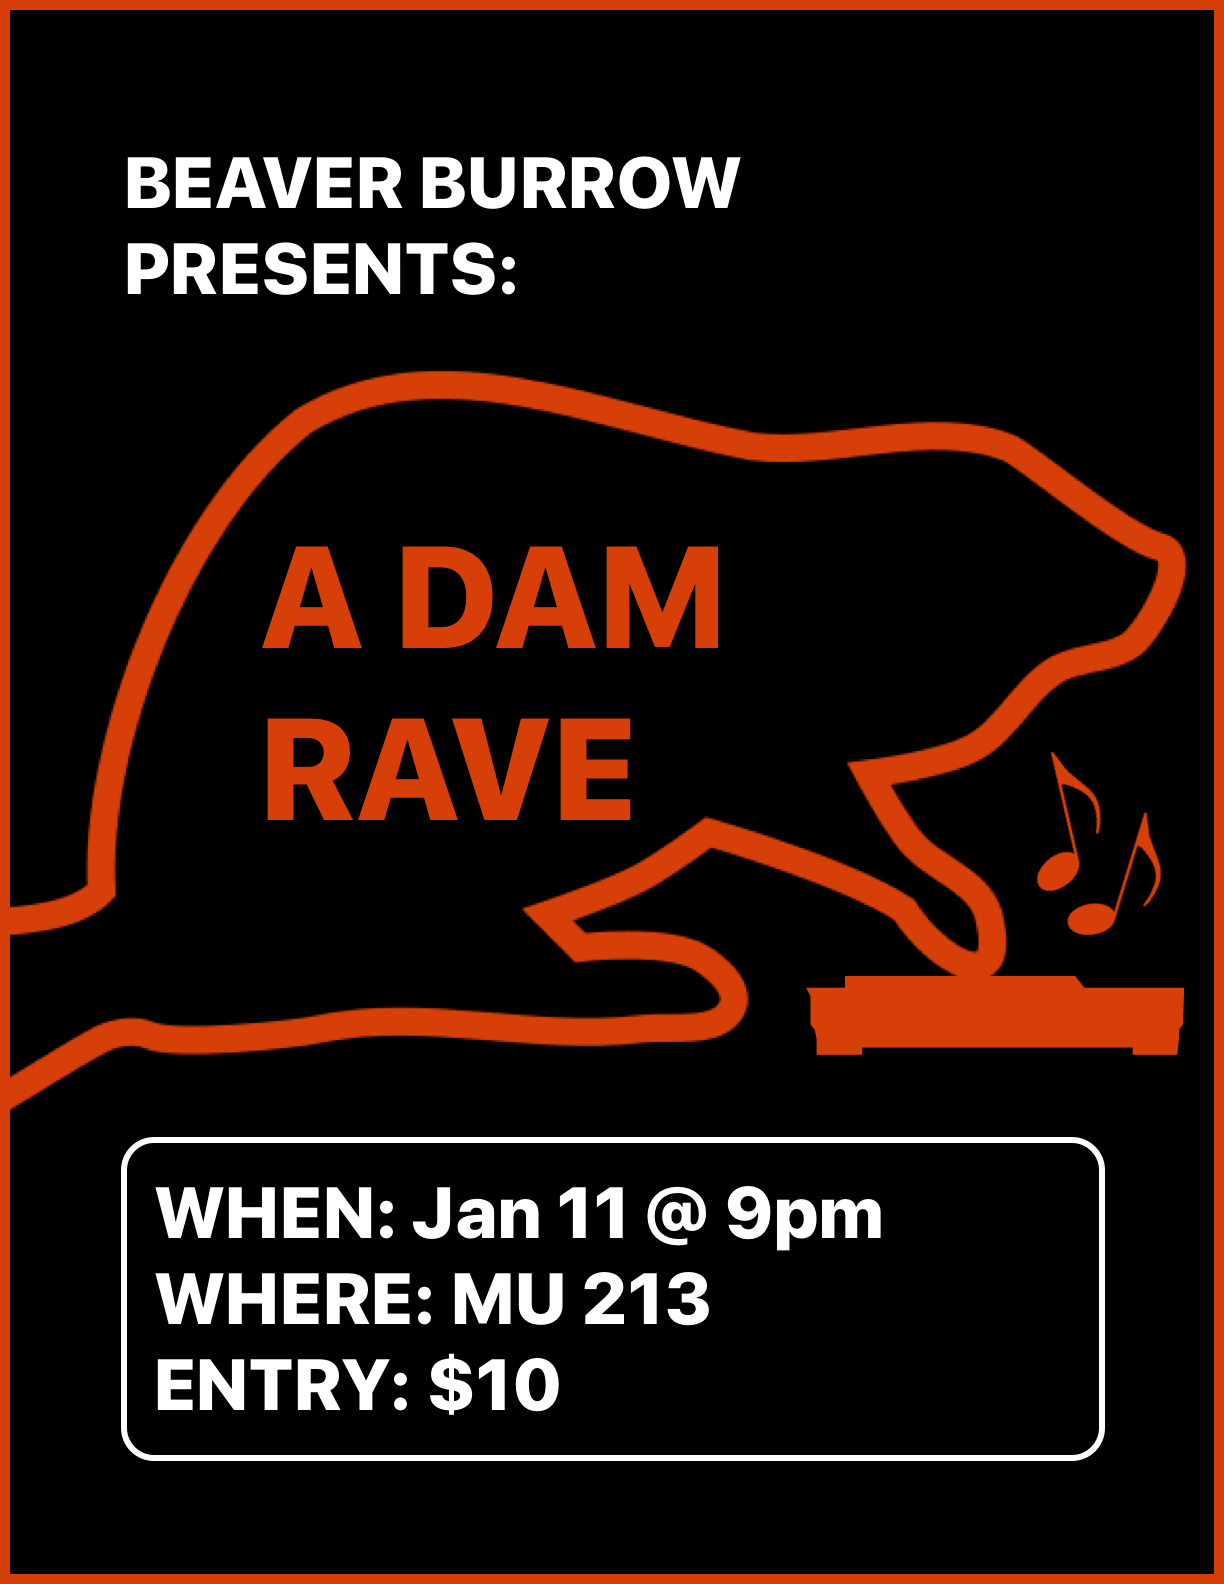 BEAVER BURROW
PRESENTS:
A DAM
RAVE
WHEN: Jan 11 @ 9pm
WHERE: MU 213
ENTRY: $10